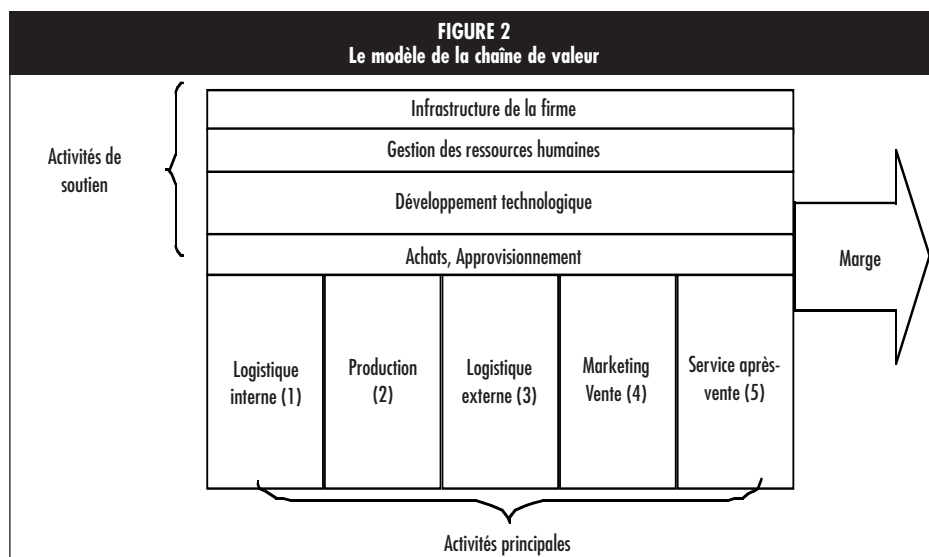 FIGURE 2
Le modèle de la chaîne de valeur
Activités de
soutien
Infrastructure de la firme
Gestion des ressources humaines
Développement technologique
Achats, Approvisionnement
Marge
Logistique
interne (1)
Production
(2)
Logistique
externe (3)
Marketing
Vente (4)
Service après-
vente (5)
Activités principales